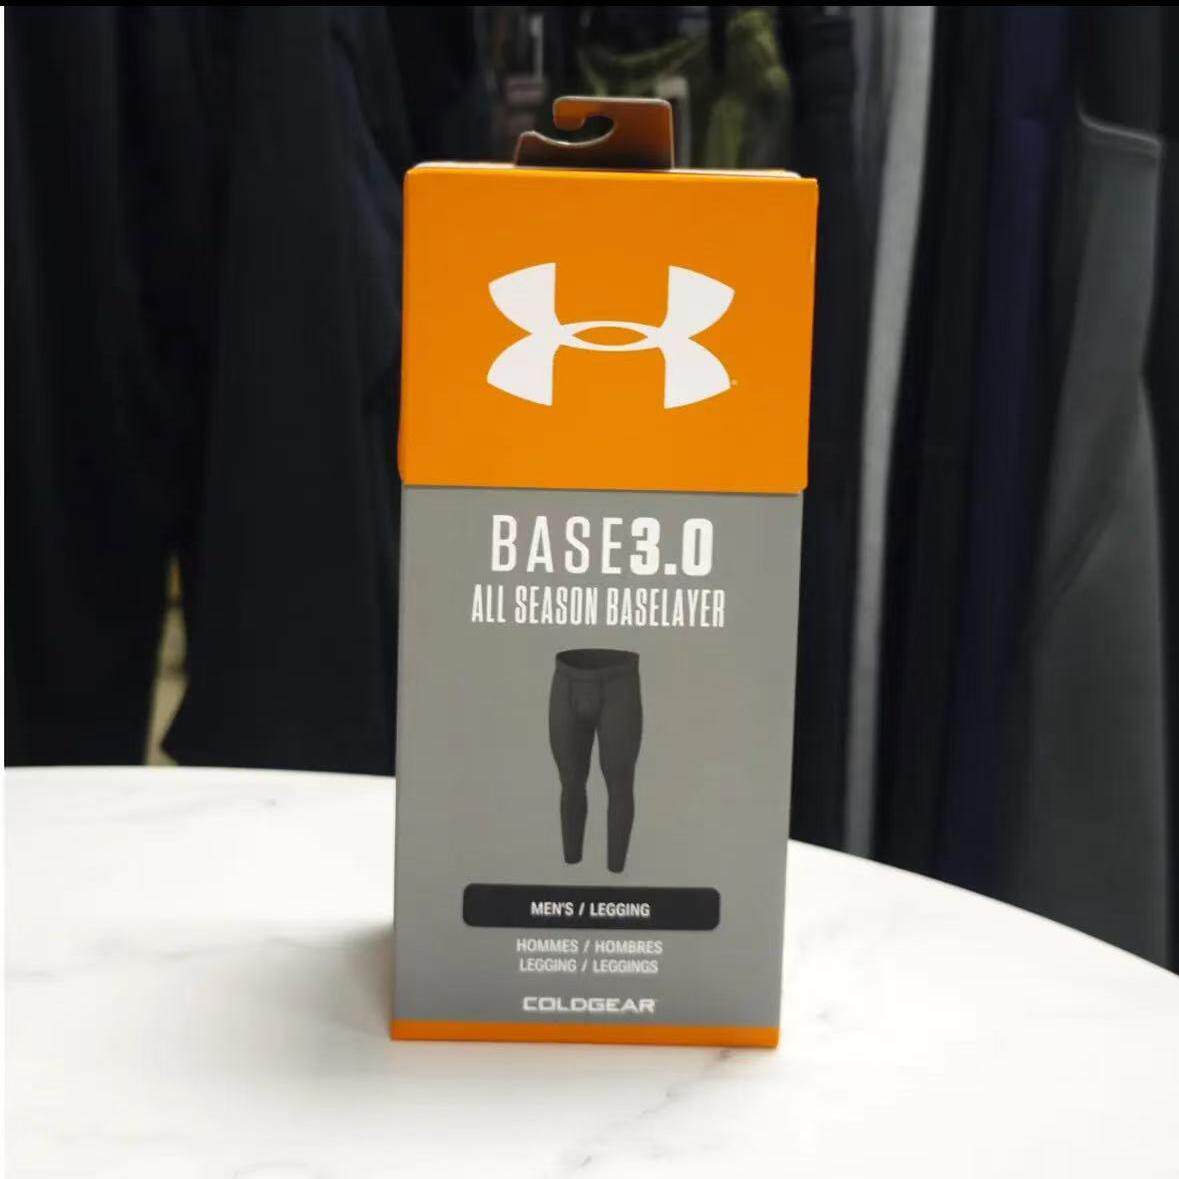 BASE3.0
ALL SEASON BASELAYER
MEN'S / LEGGING
HOMMES / HOMBRES
LEGGING / LEGGINGS
COLDGEAR